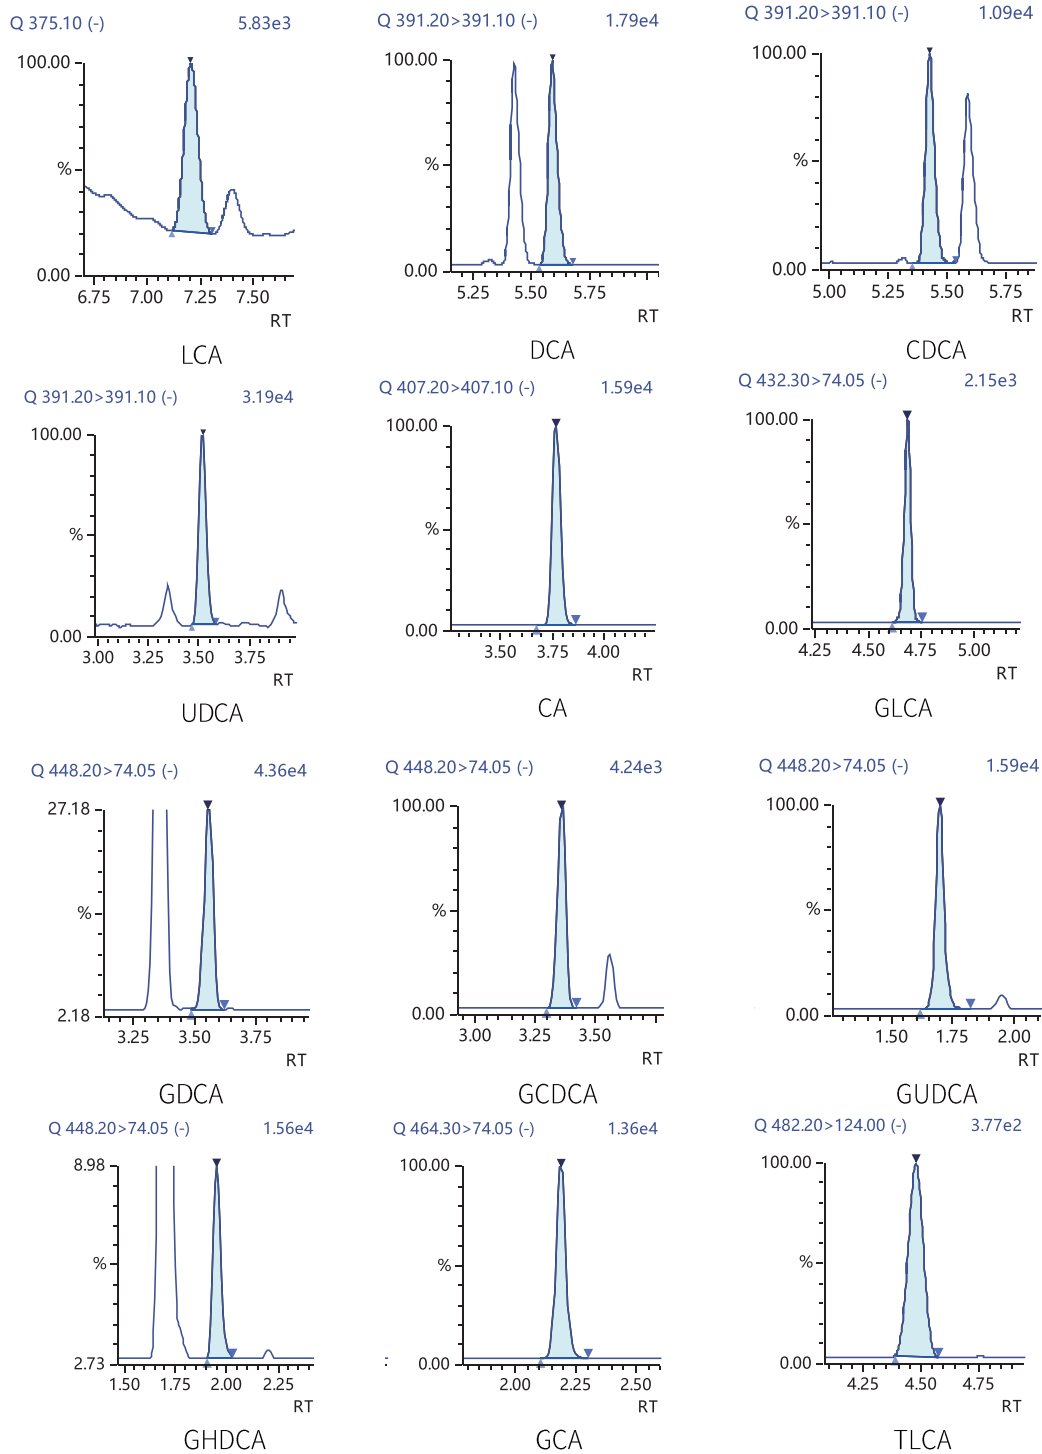 Q 375.10 (-) 5.83e3
100.00
%
0.00
6.75 7.00 7.25 7.50
RT
LCA
Q 391.20>391.10 (-) 1.79e4
100.00
%
0.00
5.25 5.50 5.75
RT
DCA
Q 391.20>391.10 (-) 1.09e4
100.00
%
0.00
5.00 5.25 5.50 5.75
RT
CDCA
Q 391.20>391.10 (-) 3.19e4
100.00
%
0.00
3.00 3.25 3.50 3.75
RT
UDCA
Q 407.20>407.10 (-) 1.59e4
100.00
%
0.00
3.50 3.75 4.00
RT
CA
Q 432.30>74.05 (-) 2.15e3
100.00
%
0.00
4.25 4.50 4.75 5.00
RT
GLCA
Q 448.20>74.05 (-) 4.36e4
27.18
%
2.18
3.25 3.50 3.75
RT
GDCA
Q 448.20>74.05 (-) 4.24e3
100.00
%
0.00
3.00 3.25 3.50
RT
GCDCA
Q 448.20>74.05 (-) 1.59e4
100.00
%
0.00
1.50 1.75 2.00
RT
GUDCA
Q 448.20>74.05 (-) 1.56e4
8.98
%
2.73
1.50 1.75 2.00 2.25
RT
GHDCA
Q 464.30>74.05 (-) 1.36e4
100.00
%
0.00
2.00 2.25 2.50
RT
GCA
Q 482.20>124.00 (-) 3.77e2
100.00
%
0.00
4.25 4.50 4.75
RT
TLCA